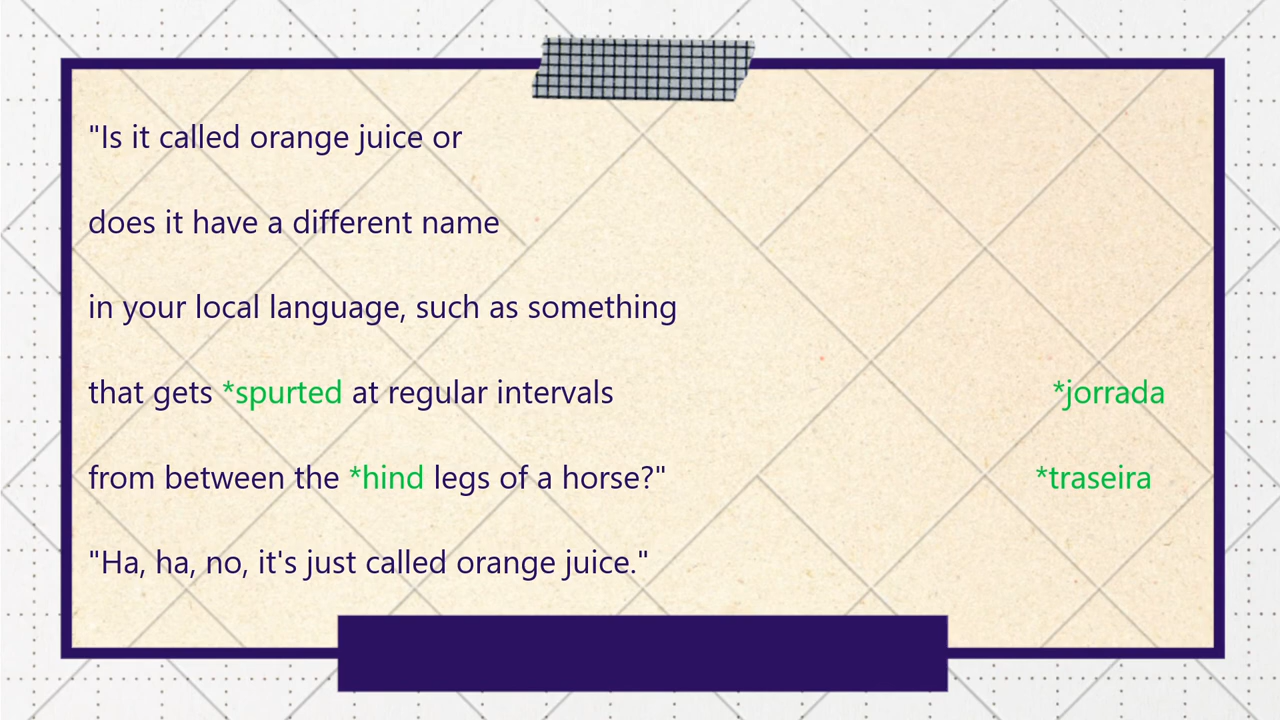 "Is it called orange juice or
does it have a different name
in your local language, such as something
that gets *spurted at regular intervals *jorrada
from between the *hind legs of a horse?" *traseira
"Ha, ha, no, it's just called orange juice."